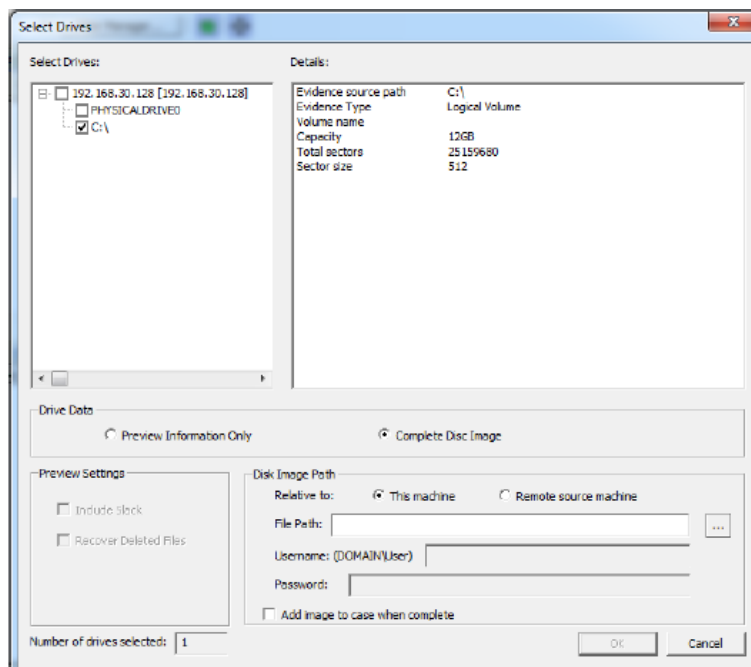 Select Drives
Select Drives:
Details:
192.168.30.128 [192.168.30.128]
PHYSICALDRIVE0
C:\
Evidence source path C:\
Evidence Type Logical Volume
Volume name
Capacity 12GB
Total sectors 25159680
Sector size 512
Drive Data
Preview Information Only
Complete Disc Image
Preview Settings
Include Slack
Recover Deleted Files
Disk Image Path
Relative to: This machine Remote source machine
File Path: ...
Username: (DOMAIN\User)
Password:
Add image to case when complete
Number of drives selected: 1
OK Cancel